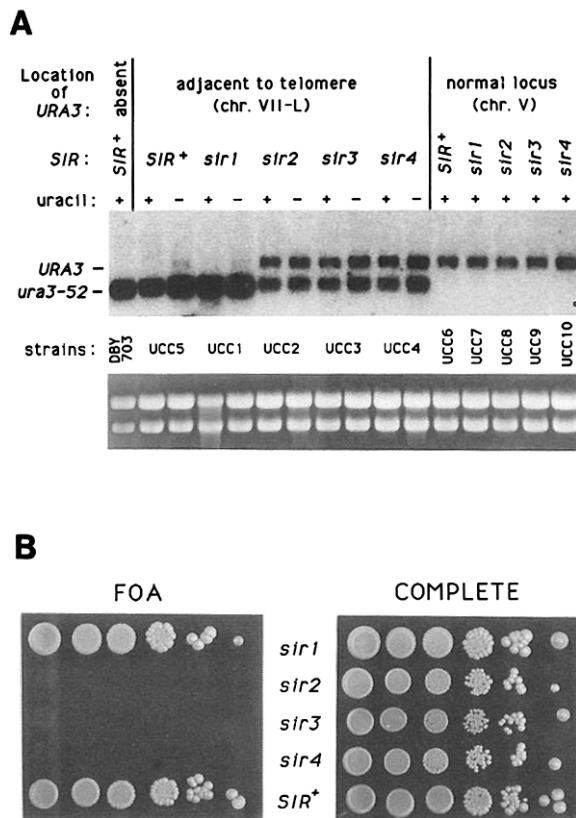 A
Location of URA3:
absent
adjacent to telomere (chr. VII-L)
normal locus (chr. V)
SIR:
SIR+
SIR+ sir1 sir2 sir3 sir4
SIR+ sir1 sir2 sir3 sir4
uracil: + + - + - + - + - + - + + + + +
URA3 –
ura3-52 –
strains: DBY 703 UCC5 UCC1 UCC2 UCC3 UCC4 UCC6 UCC7 UCC8 UCC9 UCC10
B
FOA
COMPLETE
sir1
sir2
sir3
sir4
SIR+